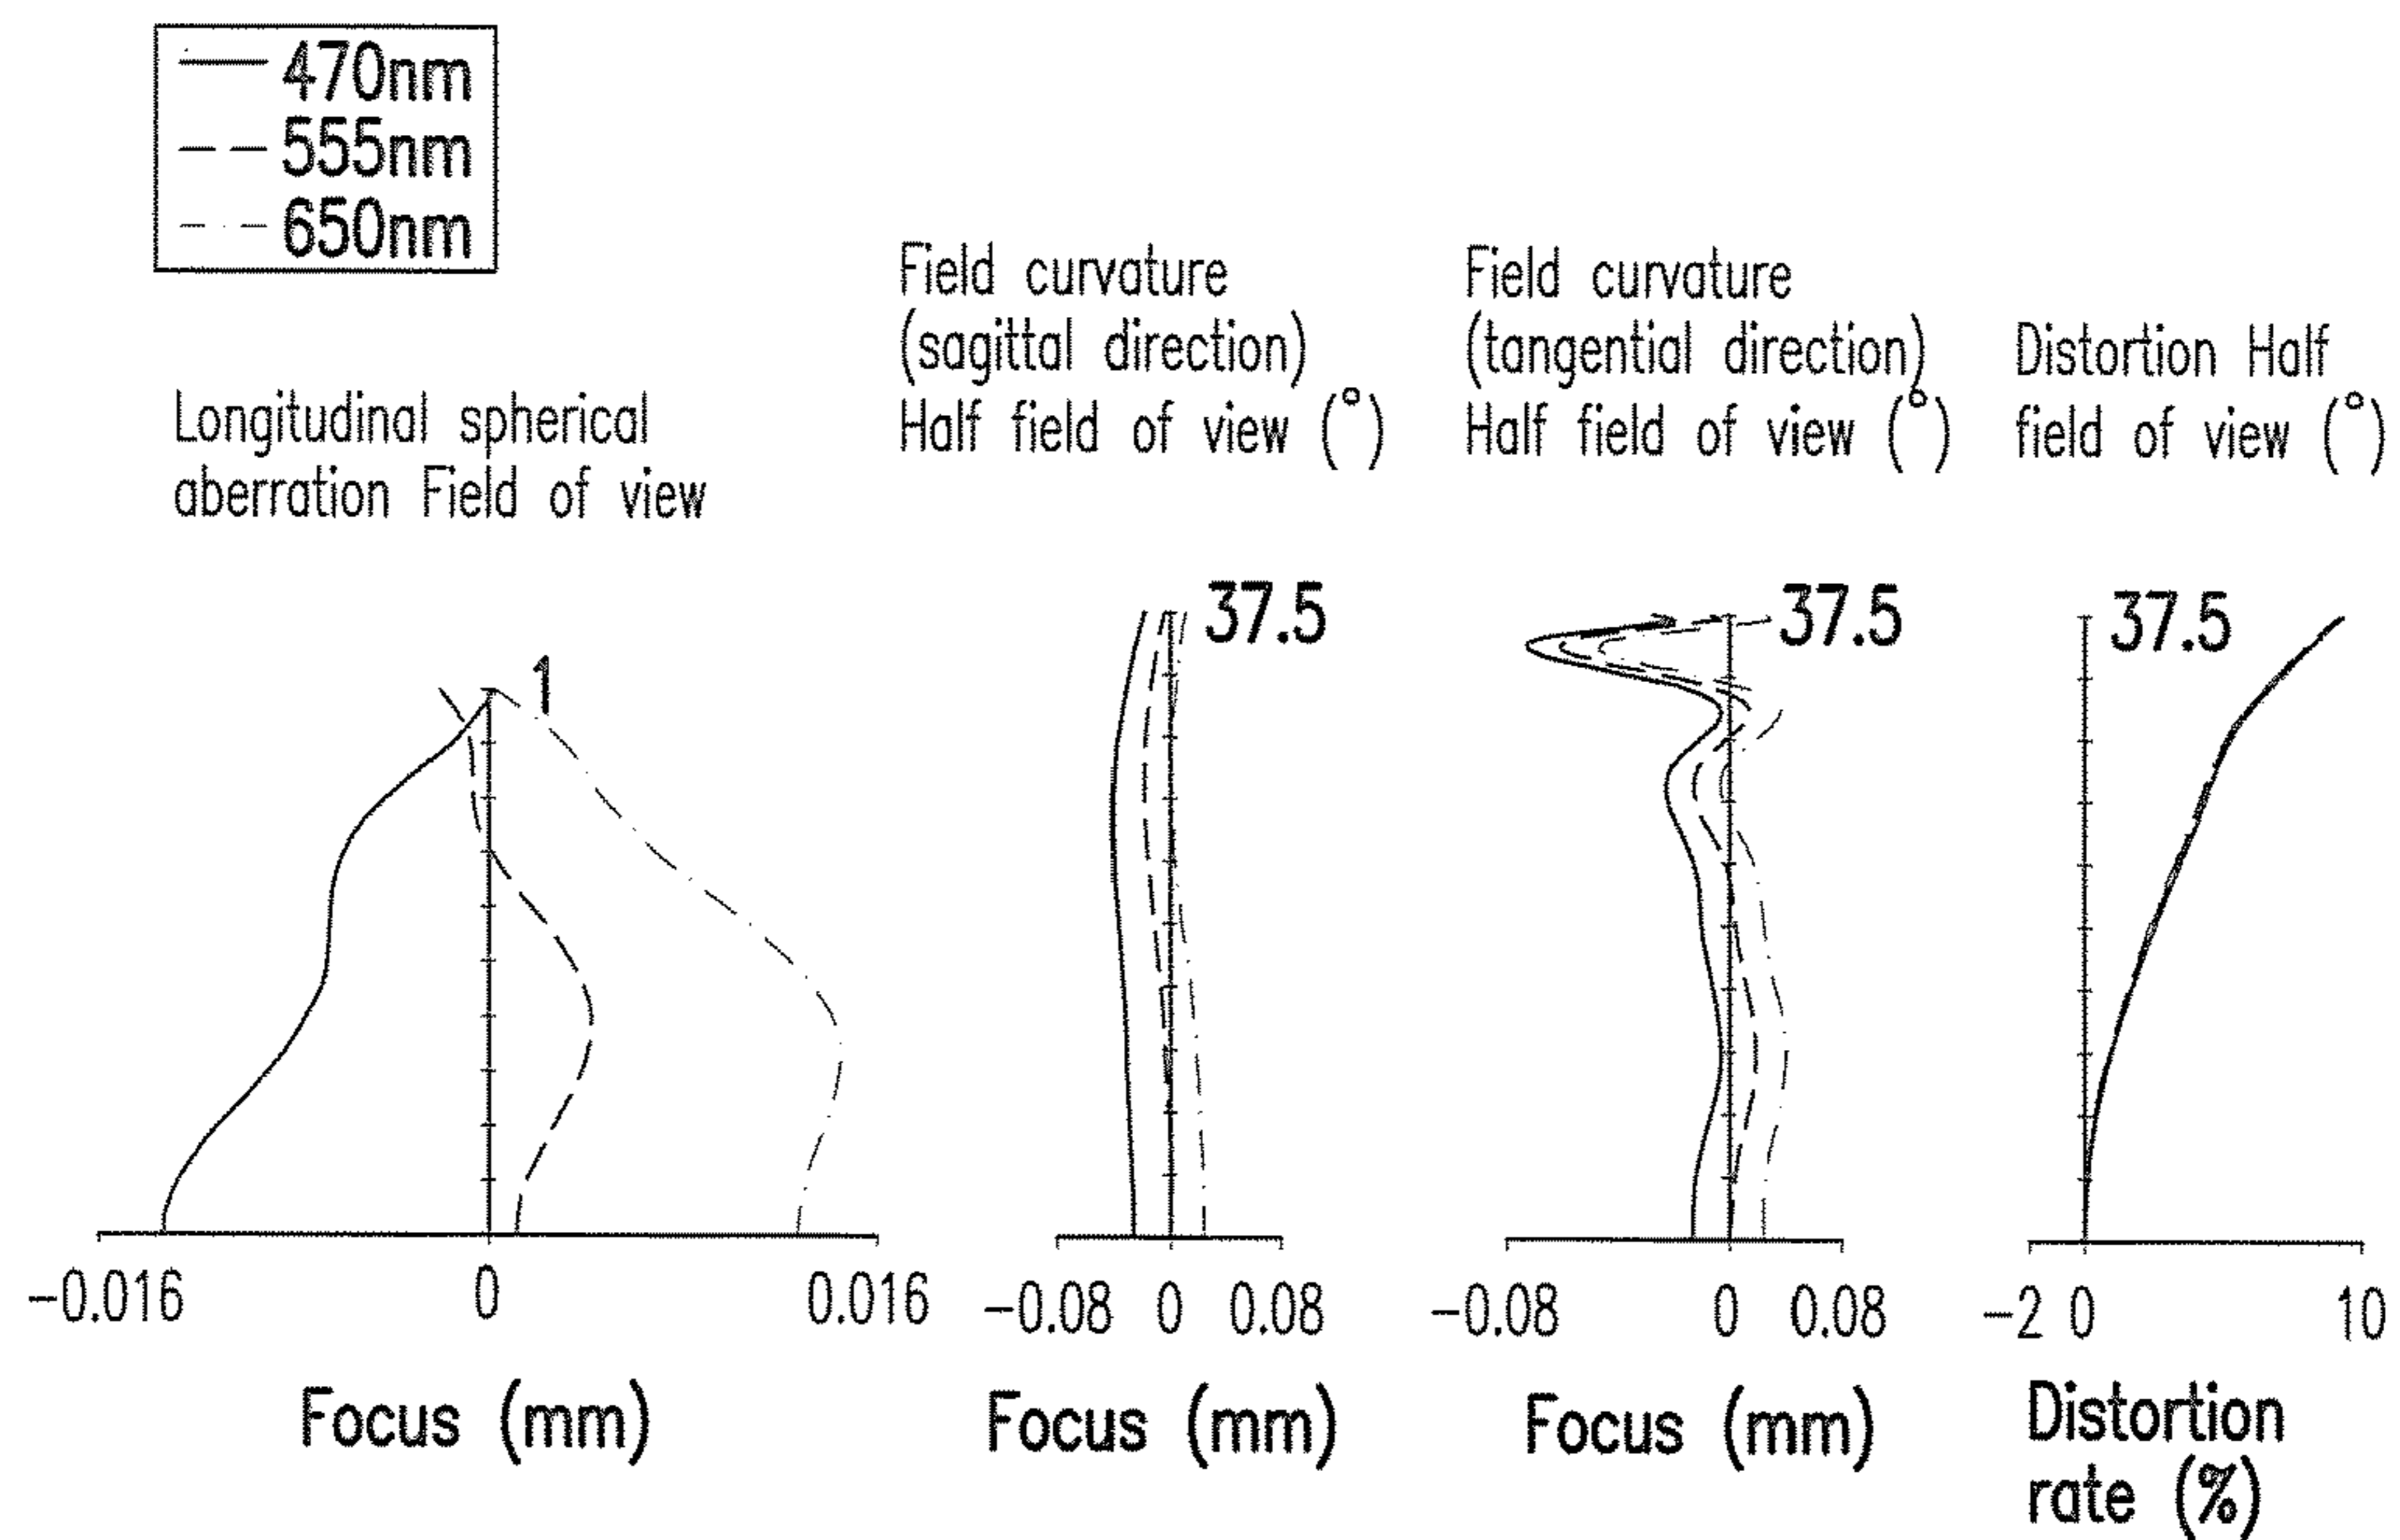 470nm
555nm
650nm
Longitudinal spherical
aberration Field of view
1
-0.016
0
0.016
Focus (mm)
Field curvature
(sagittal direction)
Half field of view (°)
37.5
-0.08
0
0.08
Focus (mm)
Field curvature
(tangential direction)
Half field of view (°)
37.5
-0.08
0
0.08
Focus (mm)
Distortion Half
field of view (°)
37.5
-2
0
10
Distortion
rate (%)